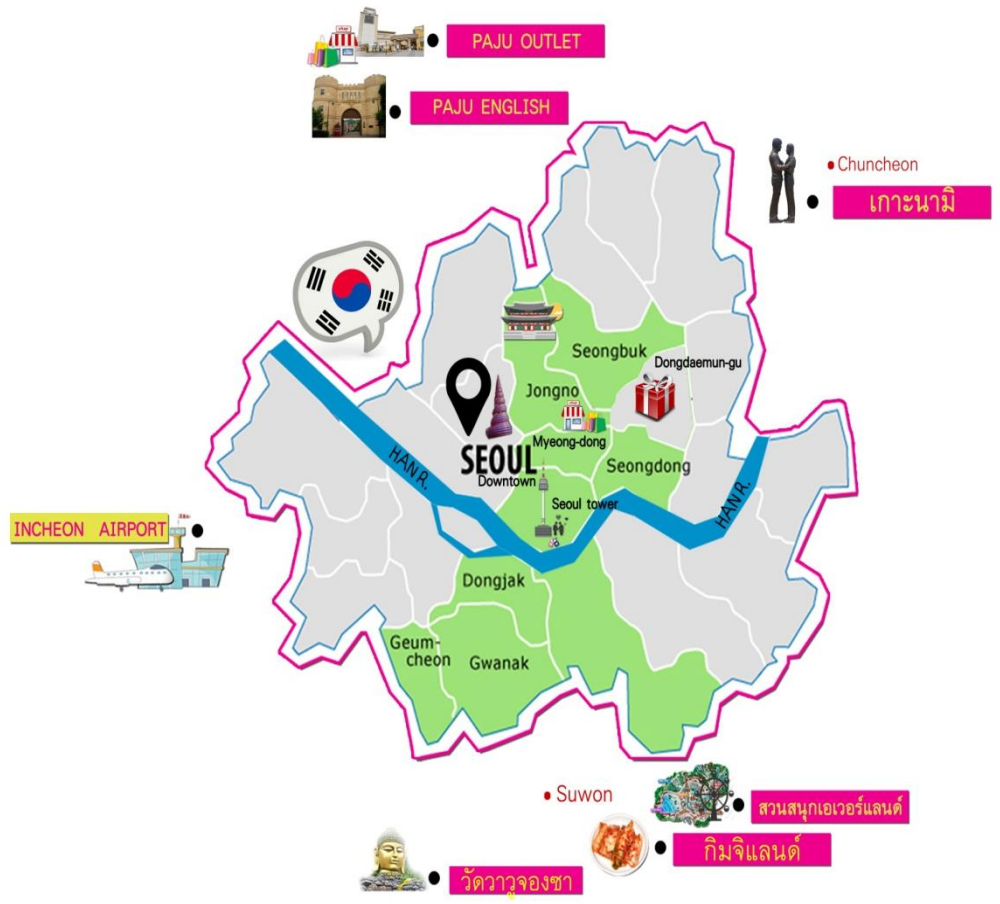 PAJU OUTLET
PAJU ENGLISH
Chuncheon
เกาะนามิ
Seongbuk
Dongdaemun-gu
Jongno
Myeong-dong
SEOUL
Downtown
Seongdong
HAN R.
HAN R.
Seoul tower
INCHEON AIRPORT
Dongjak
Geum-
cheon
Gwanak
Suwon
สวนสนุกเอเวอร์แลนด์
กิมจิแลนด์
วัดวาวูจองซา